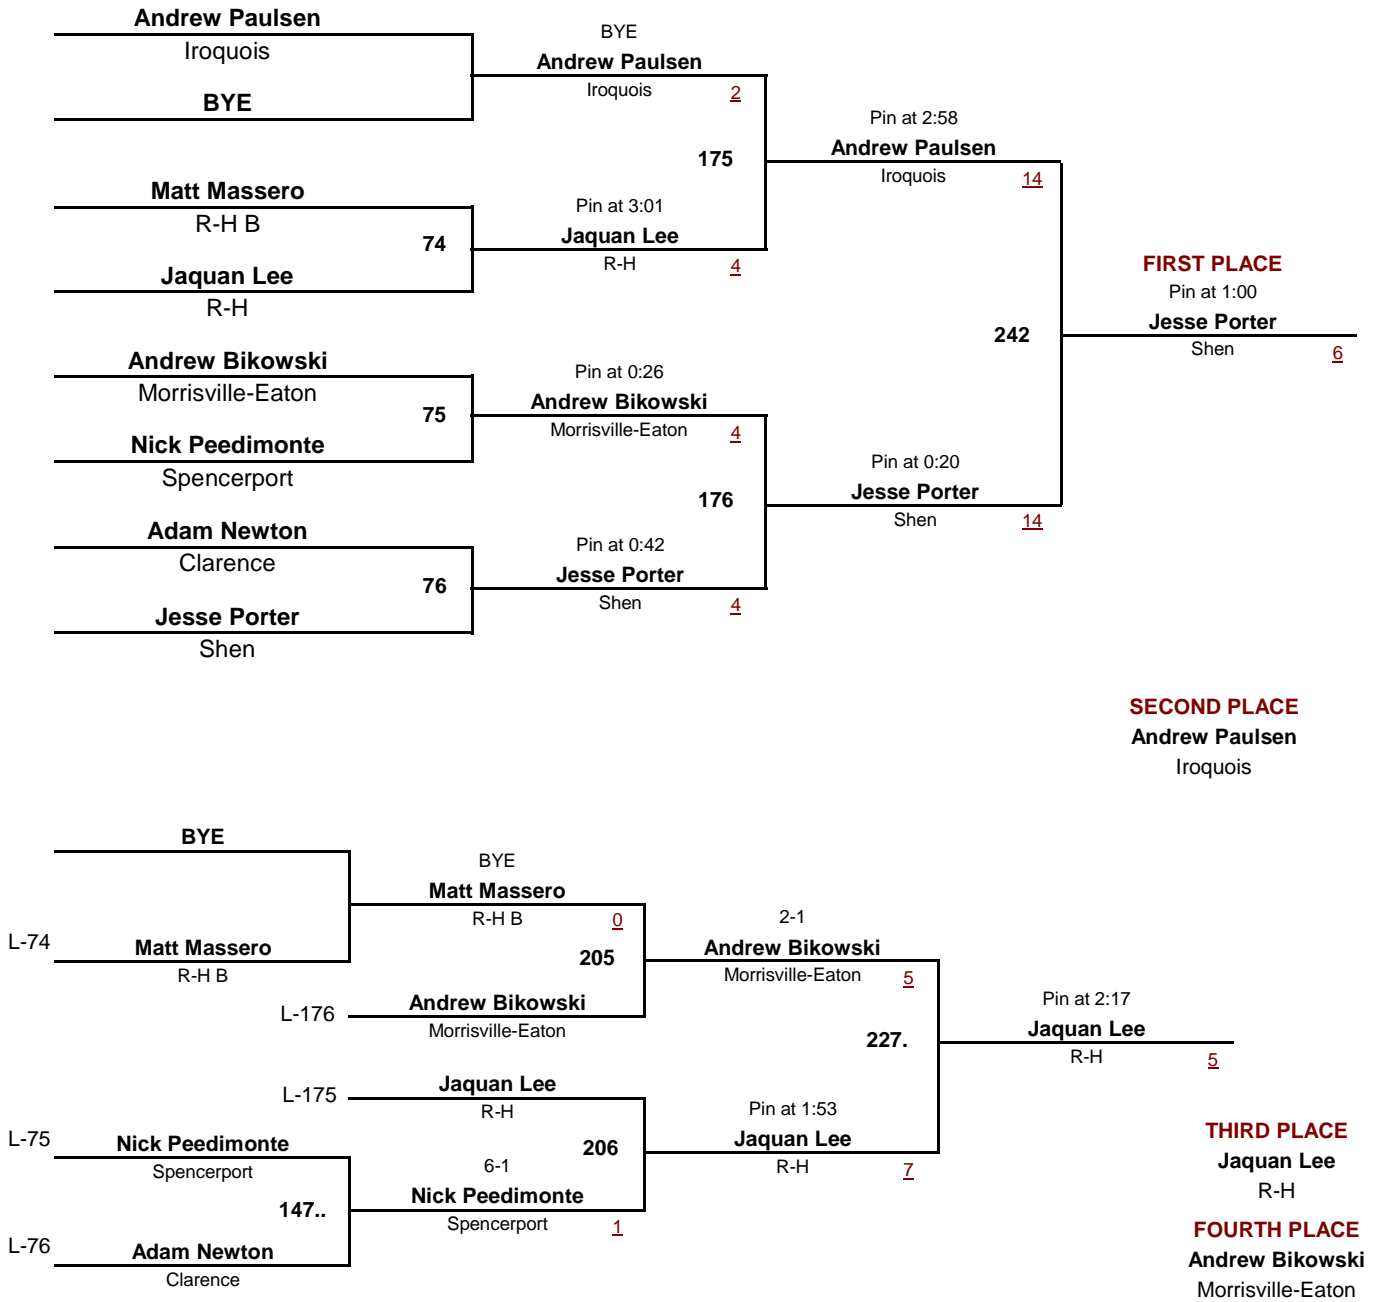 Andrew Paulsen
Iroquois
BYE
BYE
Andrew Paulsen
Iroquois
2
175
Pin at 2:58
Andrew Paulsen
Iroquois
14
Matt Massero
R-H B
74
Jaquan Lee
R-H
Pin at 3:01
Jaquan Lee
R-H
4
FIRST PLACE
Pin at 1:00
Jesse Porter
Shen
6
242
Andrew Bikowski
Morrisville-Eaton
75
Nick Peedimonte
Spencerport
Pin at 0:26
Andrew Bikowski
Morrisville-Eaton
4
176
Pin at 0:20
Jesse Porter
Shen
14
Adam Newton
Clarence
76
Jesse Porter
Shen
Pin at 0:42
Jesse Porter
Shen
4
SECOND PLACE
Andrew Paulsen
Iroquois
BYE
L-74
Matt Massero
R-H B
BYE
Matt Massero
R-H B
0
205
L-176
Andrew Bikowski
Morrisville-Eaton
2-1
Andrew Bikowski
Morrisville-Eaton
5
227.
Pin at 2:17
Jaquan Lee
R-H
5
L-175
Jaquan Lee
R-H
206
Pin at 1:53
Jaquan Lee
R-H
7
L-75
Nick Peedimonte
Spencerport
147..
6-1
Nick Peedimonte
Spencerport
1
L-76
Adam Newton
Clarence
THIRD PLACE
Jaquan Lee
R-H
FOURTH PLACE
Andrew Bikowski
Morrisville-Eaton